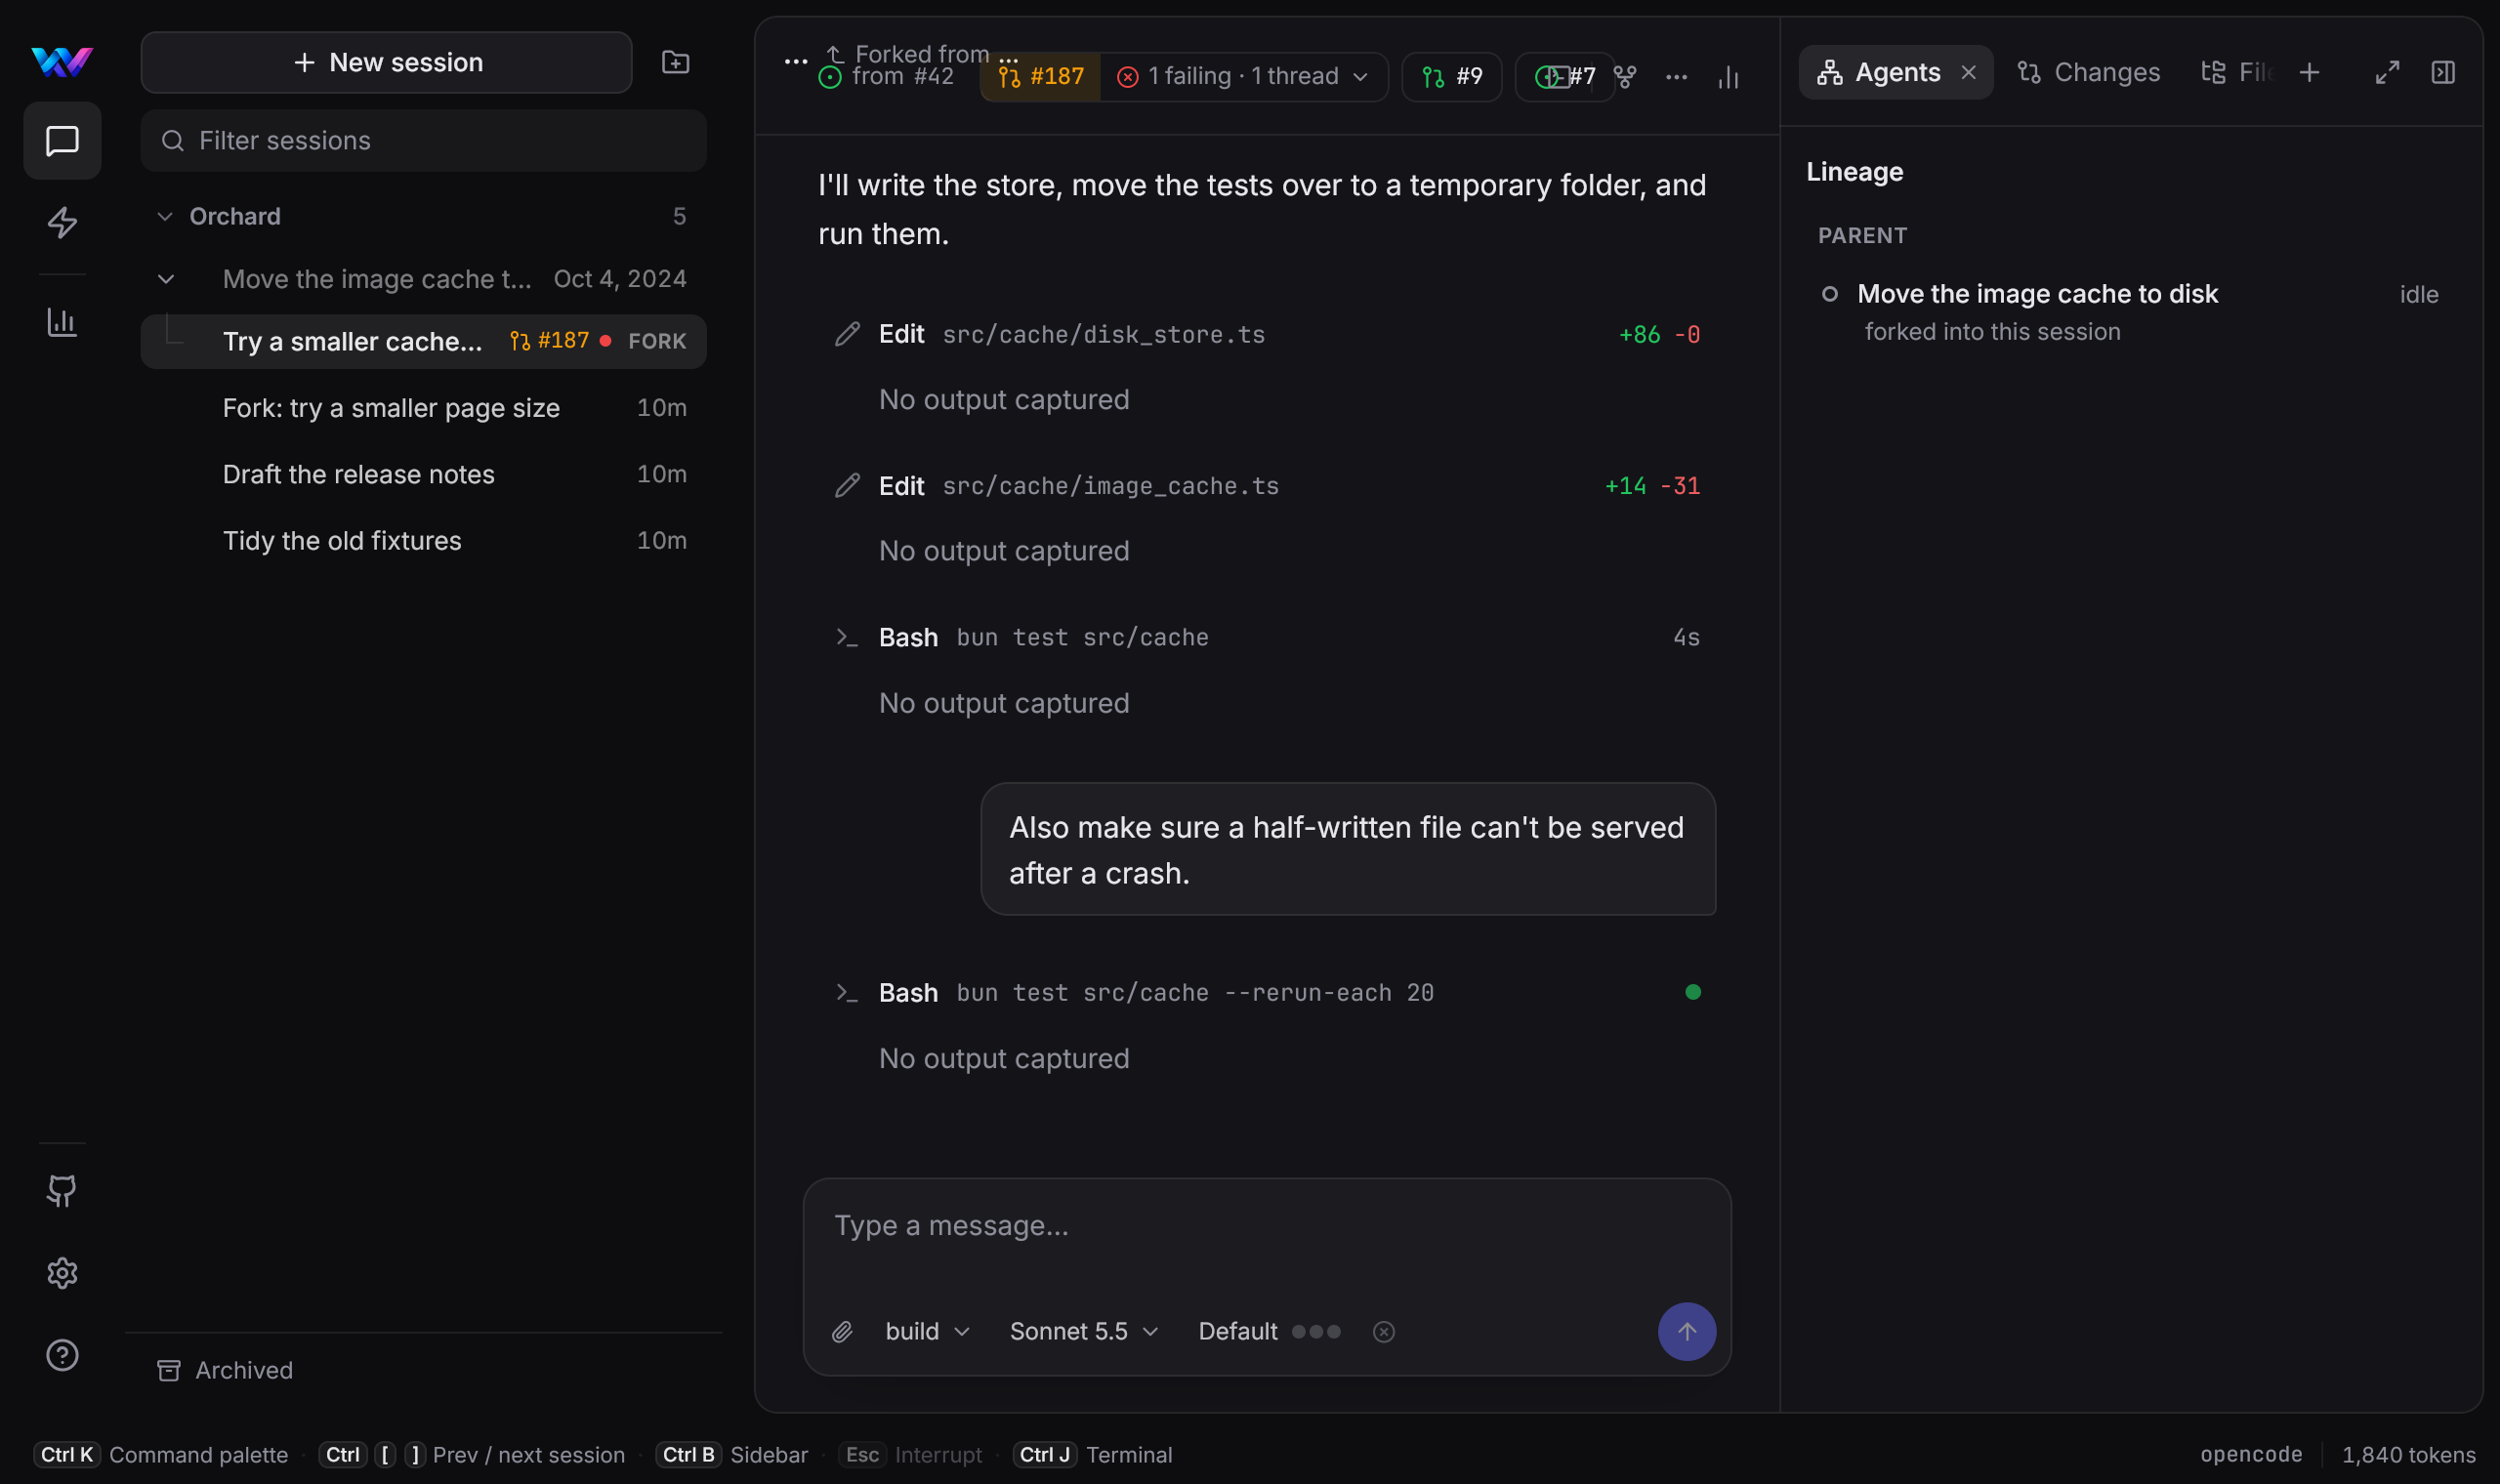 New session
Filter sessions
Orchard 5
Move the image cache t... Oct 4, 2024
Try a smaller cache... #187 FORK
Fork: try a smaller page size 10m
Draft the release notes 10m
Tidy the old fixtures 10m
Archived
Forked from ...
from #42 #187 1 failing · 1 thread #9 #7
I'll write the store, move the tests over to a temporary folder, and
run them.
Edit src/cache/disk_store.ts +86 -0
No output captured
Edit src/cache/image_cache.ts +14 -31
No output captured
Bash bun test src/cache 4s
No output captured
Also make sure a half-written file can't be served
after a crash.
Bash bun test src/cache --rerun-each 20
No output captured
Type a message...
build Sonnet 5.5 Default
Agents Changes
Lineage
PARENT
Move the image cache to disk idle
forked into this session
Ctrl K Command palette · Ctrl [ ] Prev / next session · Ctrl B Sidebar · Esc Interrupt · Ctrl J Terminal
opencode 1,840 tokens